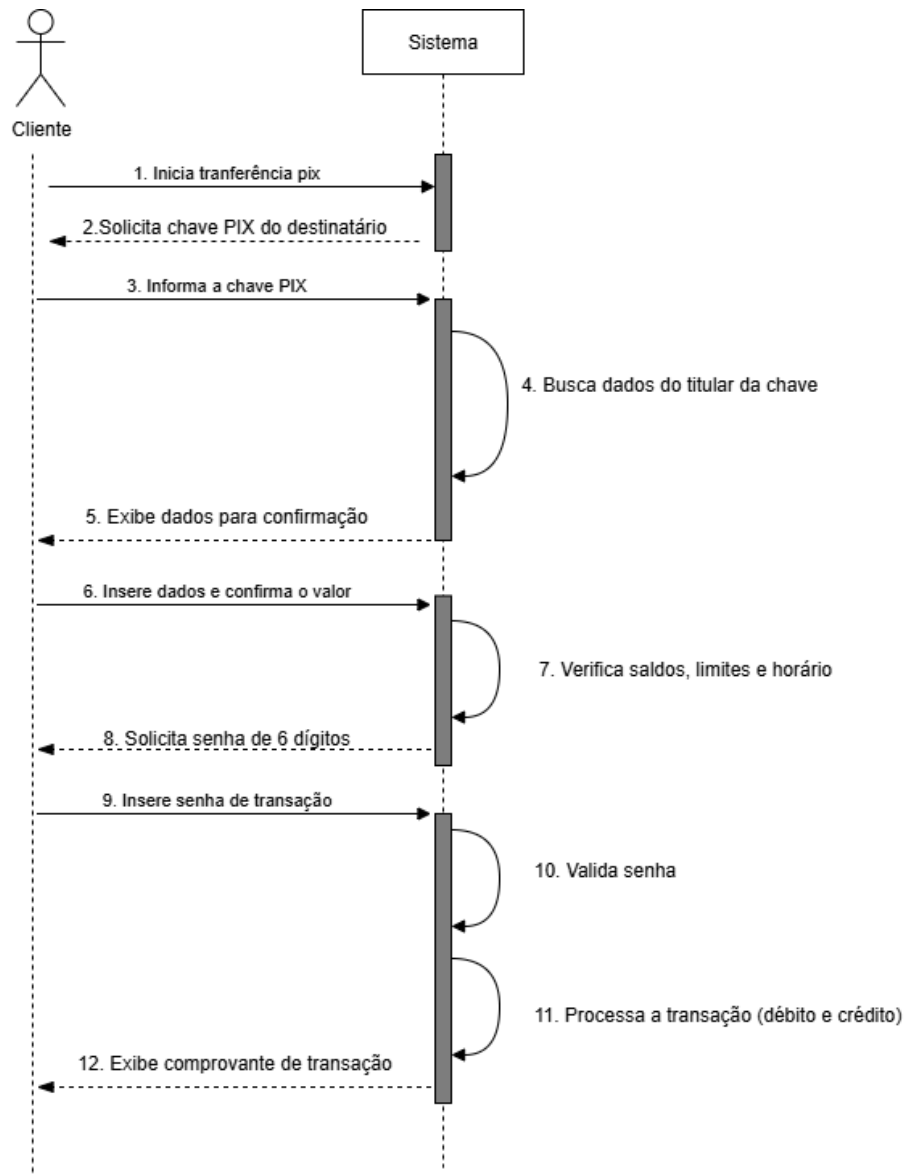 Sistema
Cliente
1. Inicia tranferência pix
2.Solicita chave PIX do destinatário
3. Informa a chave PIX
4. Busca dados do titular da chave
5. Exibe dados para confirmação
6. Insere dados e confirma o valor
7. Verifica saldos, limites e horário
8. Solicita senha de 6 dígitos
9. Insere senha de transação
10. Valida senha
11. Processa a transação (débito e crédito)
12. Exibe comprovante de transação